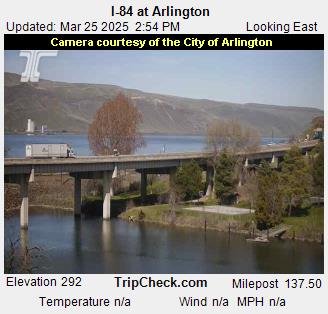 I-84 at Arlington
Updated: Mar 25 2025 2:54 PM Looking East
Camera courtesy of the City of Arlington
Elevation 292 TripCheck.com Milepost 137.50
Temperature n/a Wind n/a MPH n/a